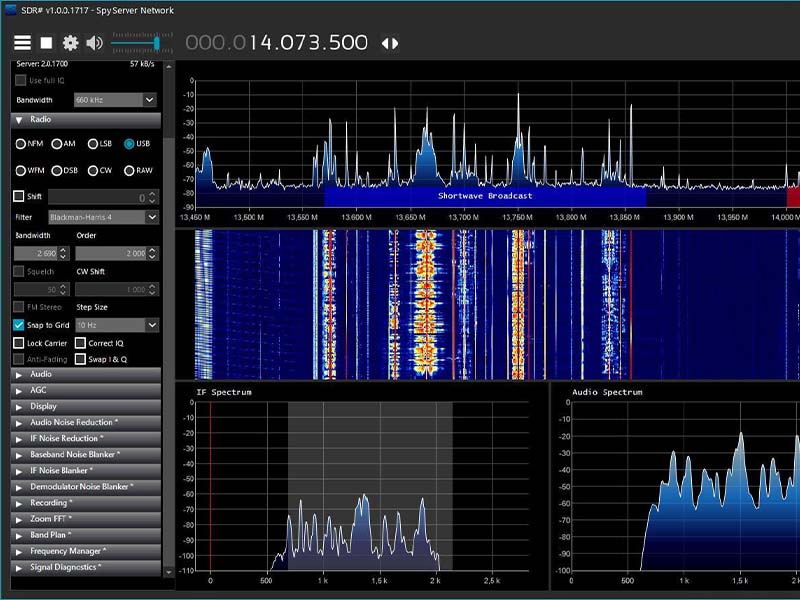 SDR# v1.0.0.1717 - SpyServer Network
000.014.073.500
Server: 2.0.1700 57 kB/s
Use full IQ
Bandwidth 660 kHz
Radio
NFM AM LSB USB
WFM DSB CW RAW
Shift 0
Filter Blackman-Harris 4
Bandwidth Order
2 690 2 000
Squelch CW Shift
50 1 000
FM Stereo Step Size
Snap to Grid 10 Hz
Lock Carrier Correct IQ
Anti-Fading Swap I & Q
Audio
AGC
Display
Audio Noise Reduction *
IF Noise Reduction *
Baseband Noise Blanker *
IF Noise Blanker *
Demodulator Noise Blanker *
Recording *
Zoom FFT *
Band Plan *
Frequency Manager *
Signal Diagnostics *
0
-10
-20
-30
-40
-50
-60
-70
-80
-90
Shortwave Broadcast
13,450 M 13,500 M 13,550 M 13,600 M 13,650 M 13,700 M 13,750 M 13,800 M 13,850 M 13,900 M 13,950 M 14,000 M
IF Spectrum
0
-10
-20
-30
-40
-50
-60
-70
-80
-90
-100
-110
0 500 1 k 1,5 k 2 k 2,5 k
Audio Spectrum
0
-10
-20
-30
-40
-50
-60
-70
-80
-90
-100
0 500 1 k 1,5 k 2 k